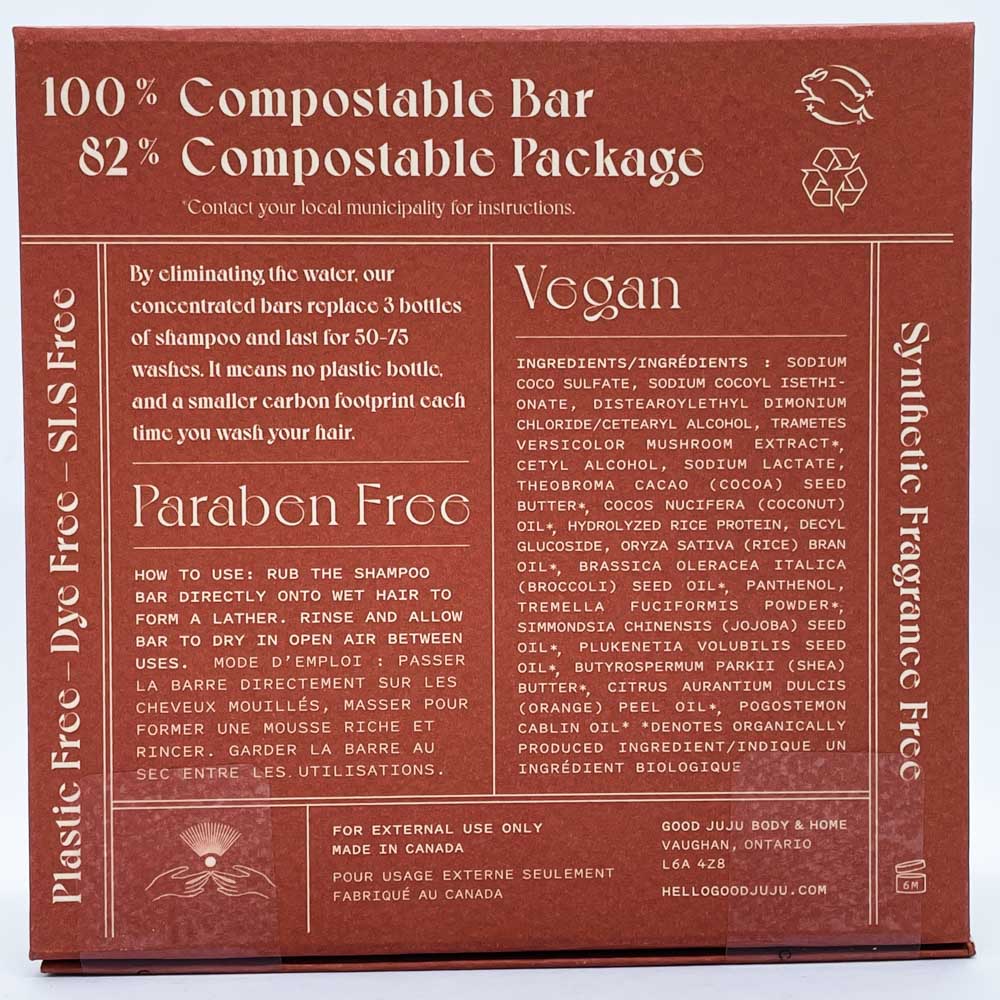 100% Compostable Bar
82% Compostable Package
*Contact your local municipality for instructions.
Plastic Free — Dye Free — SLS Free
By eliminating the water, our
concentrated bars replace 3 bottles
of shampoo and last for 50-75
washes. It means no plastic bottle,
and a smaller carbon footprint each
time you wash your hair.
Paraben Free
HOW TO USE: RUB THE SHAMPOO
BAR DIRECTLY ONTO WET HAIR TO
FORM A LATHER. RINSE AND ALLOW
BAR TO DRY IN OPEN AIR BETWEEN
USES. MODE D'EMPLOI : PASSER
LA BARRE DIRECTEMENT SUR LES
CHEVEUX MOUILLÉS, MASSER POUR
FORMER UNE MOUSSE RICHE ET
RINCER. GARDER LA BARRE AU
SEC ENTRE LES UTILISATIONS.
Vegan
INGREDIENTS/INGRÉDIENTS : SODIUM
COCO SULFATE, SODIUM COCOYL ISETHI-
ONATE, DISTEAROYLETHYL DIMONIUM
CHLORIDE/CETEARYL ALCOHOL, TRAMETES
VERSICOLOR MUSHROOM EXTRACT*,
CETYL ALCOHOL, SODIUM LACTATE,
THEOBROMA CACAO (COCOA) SEED
BUTTER*, COCOS NUCIFERA (COCONUT)
OIL*, HYDROLYZED RICE PROTEIN, DECYL
GLUCOSIDE, ORYZA SATIVA (RICE) BRAN
OIL*, BRASSICA OLERACEA ITALICA
(BROCCOLI) SEED OIL*, PANTHENOL,
TREMELLA FUCIFORMIS POWDER*,
SIMMONDSIA CHINENSIS (JOJOBA) SEED
OIL*, PLUKENETIA VOLUBILIS SEED
OIL*, BUTYROSPERMUM PARKII (SHEA)
BUTTER*, CITRUS AURANTIUM DULCIS
(ORANGE) PEEL OIL*, POGOSTEMON
CABLIN OIL* *DENOTES ORGANICALLY
PRODUCED INGREDIENT/INDIQUE UN
INGRÉDIENT BIOLOGIQUE
Synthetic Fragrance Free
FOR EXTERNAL USE ONLY
MADE IN CANADA
POUR USAGE EXTERNE SEULEMENT
FABRIQUÉ AU CANADA
GOOD JUJU BODY & HOME
VAUGHAN, ONTARIO
L6A 4Z8
HELLOGOODJUJU.COM
6M